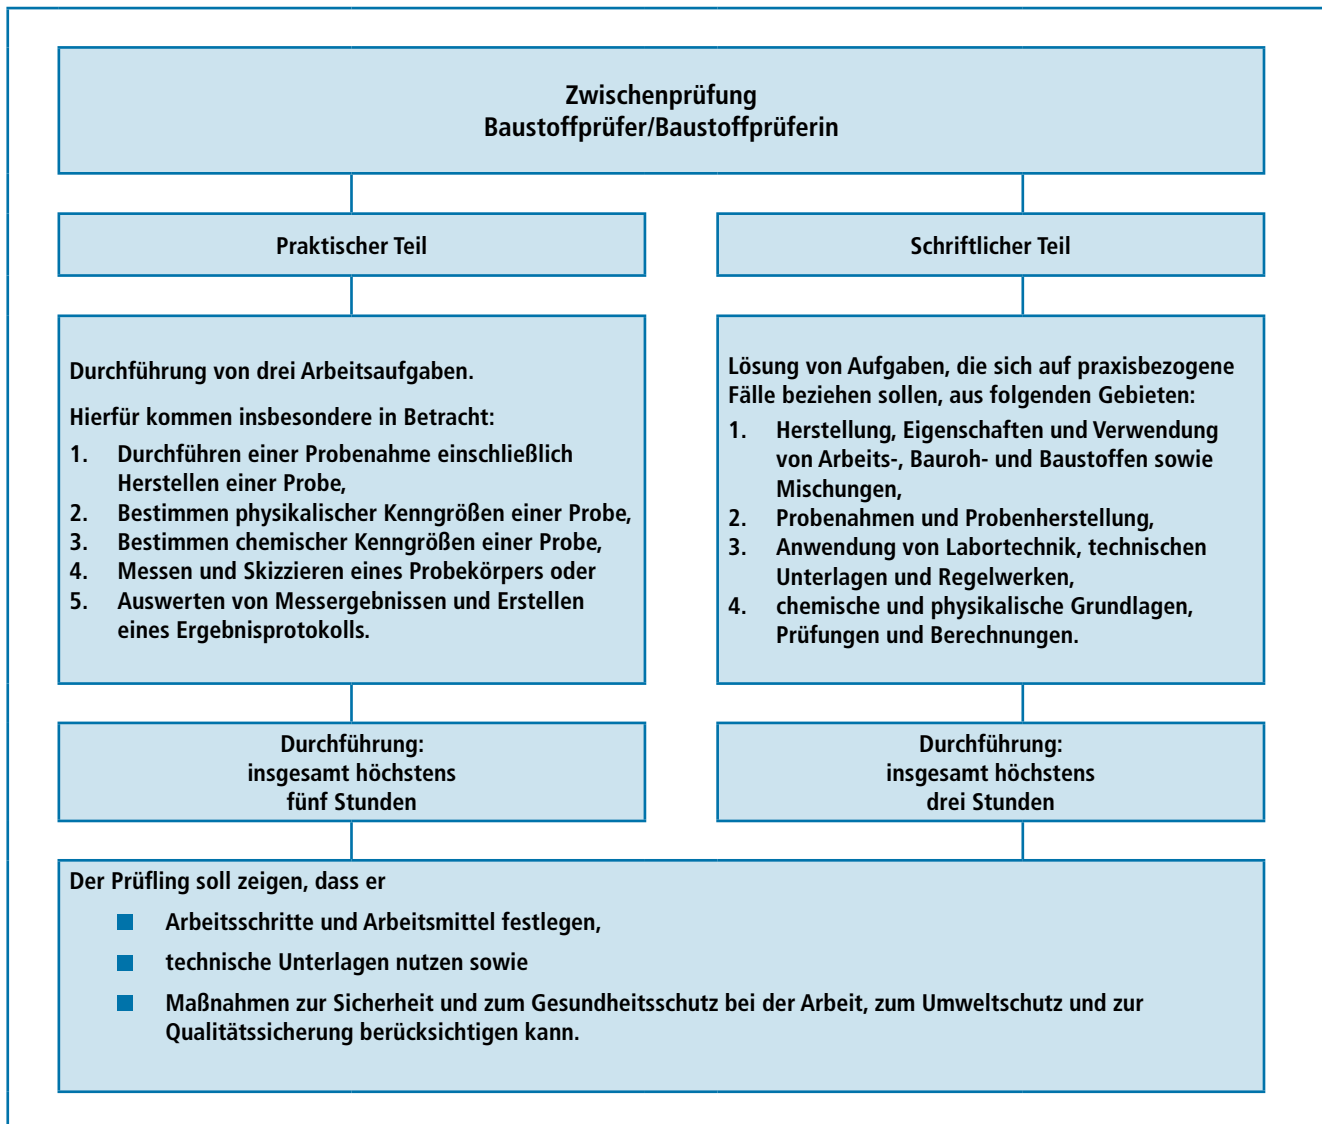 Zwischenprüfung
Baustoffprüfer/Baustoffprüferin
Praktischer Teil
Durchführung von drei Arbeitsaufgaben.
Hierfür kommen insbesondere in Betracht:
1. Durchführen einer Probenahme einschließlich
Herstellen einer Probe,
2. Bestimmen physikalischer Kenngrößen einer Probe,
3. Bestimmen chemischer Kenngrößen einer Probe,
4. Messen und Skizzieren eines Probekörpers oder
5. Auswerten von Messergebnissen und Erstellen
eines Ergebnisprotokolls.
Durchführung:
insgesamt höchstens
fünf Stunden
Schriftlicher Teil
Lösung von Aufgaben, die sich auf praxisbezogene
Fälle beziehen sollen, aus folgenden Gebieten:
1. Herstellung, Eigenschaften und Verwendung
von Arbeits-, Bauroh- und Baustoffen sowie
Mischungen,
2. Probenahmen und Probenherstellung,
3. Anwendung von Labortechnik, technischen
Unterlagen und Regelwerken,
4. chemische und physikalische Grundlagen,
Prüfungen und Berechnungen.
Durchführung:
insgesamt höchstens
drei Stunden
Der Prüfling soll zeigen, dass er
Arbeitsschritte und Arbeitsmittel festlegen,
technische Unterlagen nutzen sowie
Maßnahmen zur Sicherheit und zum Gesundheitsschutz bei der Arbeit, zum Umweltschutz und zur
Qualitätssicherung berücksichtigen kann.